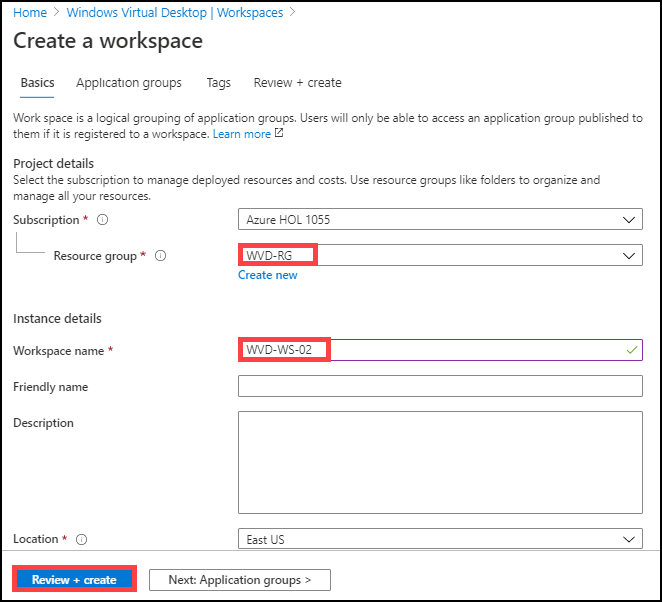 Home > Windows Virtual Desktop | Workspaces >
Create a workspace
Basics Application groups Tags Review + create
Work space is a logical grouping of application groups. Users will only be able to access an application group published to
them if it is registered to a workspace. Learn more
Project details
Select the subscription to manage deployed resources and costs. Use resource groups like folders to organize and
manage all your resources.
Subscription * Azure HOL 1055
Resource group * WVD-RG
Create new
Instance details
Workspace name * WVD-WS-02
Friendly name
Description
Location * East US
Review + create Next: Application groups >